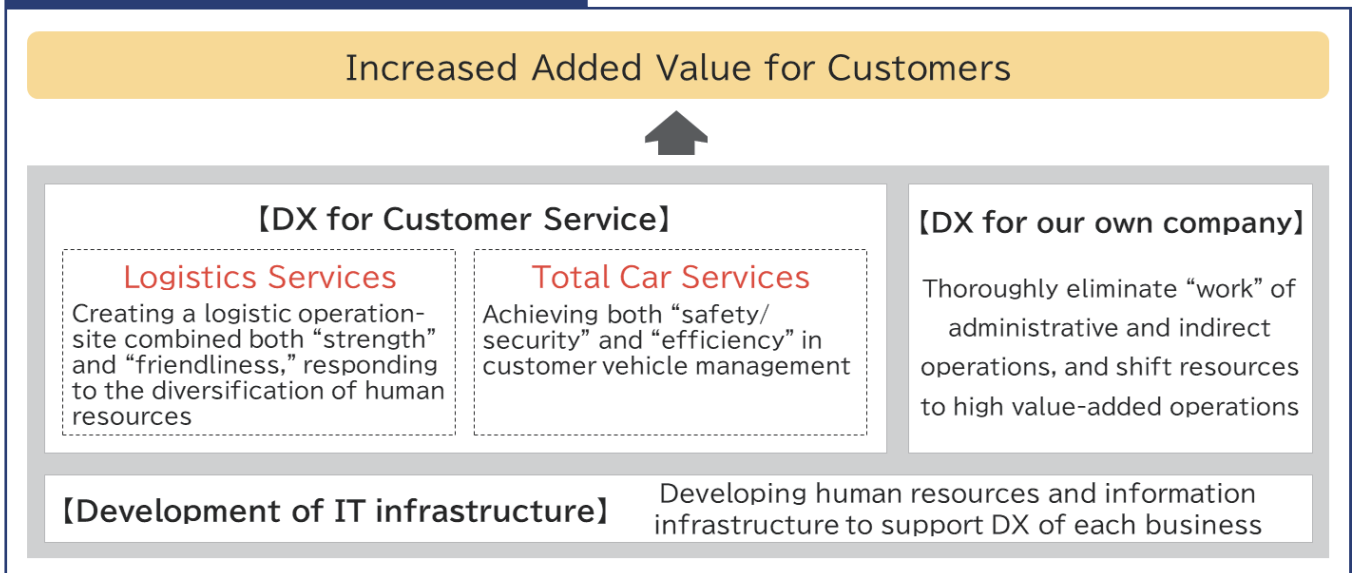 Increased Added Value for Customers
【DX for Customer Service】
Logistics Services
Creating a logistic operation-
site combined both “strength”
and “friendliness,” responding
to the diversification of human
resources
Total Car Services
Achieving both “safety/
security” and “efficiency” in
customer vehicle management
【DX for our own company】
Thoroughly eliminate “work” of
administrative and indirect
operations, and shift resources
to high value-added operations
【Development of IT infrastructure】
Developing human resources and information
infrastructure to support DX of each business